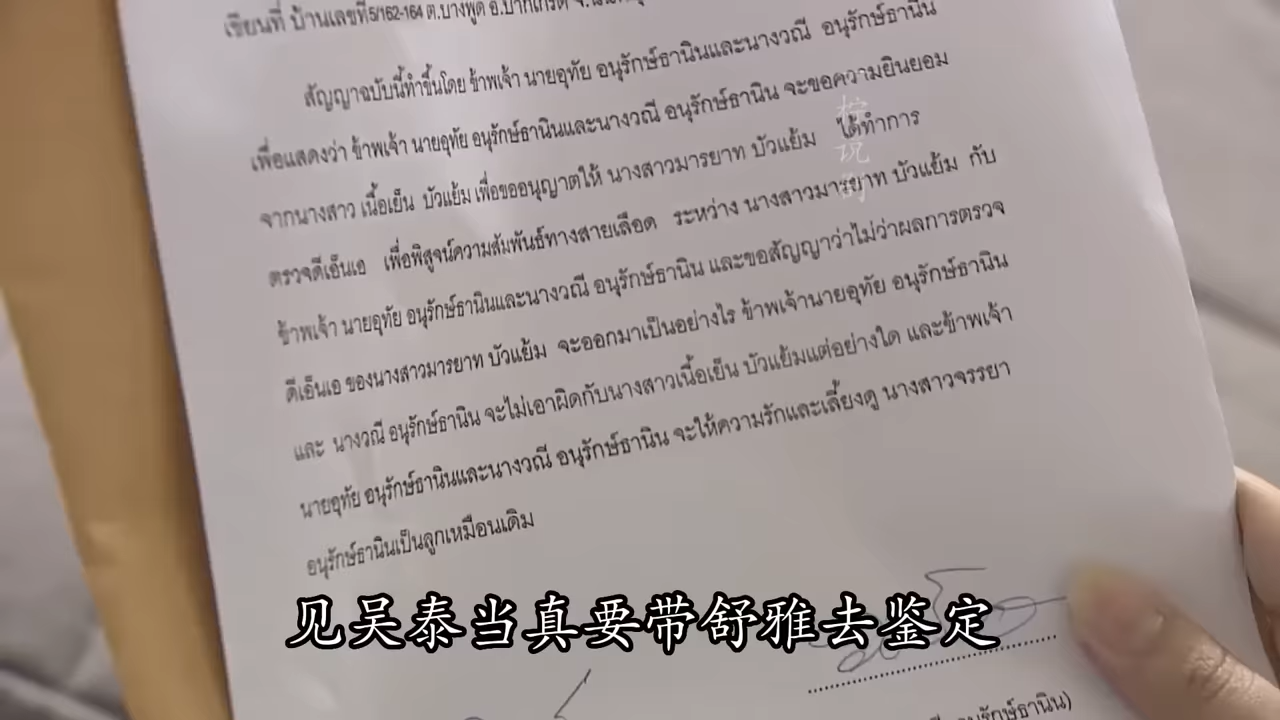 เขียนที่ บ้านเลขที่5/162-164 ต.บางพูด อ.ปากเกร็ด
สัญญาฉบับนี้ทำขึ้นโดย ข้าพเจ้า นายอุทัย อนุรักษ์ธานินและนางวณี อนุรักษ์ธานิน
เพื่อแสดงว่า ข้าพเจ้า นายอุทัย อนุรักษ์ธานินและนางวณี อนุรักษ์ธานิน จะขอความยินยอม
จากนางสาว เนื้อเย็น บัวแย้ม เพื่อขออนุญาตให้ นางสาวมารยาท บัวแย้ม ได้ทำการ
ตรวจดีเอ็นเอ เพื่อพิสูจน์ความสัมพันธ์ทางสายเลือด ระหว่าง นางสาวมารยาท บัวแย้ม กับ
ข้าพเจ้า นายอุทัย อนุรักษ์ธานินและนางวณี อนุรักษ์ธานิน และขอสัญญาว่าไม่ว่าผลการตรวจ
ดีเอ็นเอ ของนางสาวมารยาท บัวแย้ม จะออกมาเป็นอย่างไร ข้าพเจ้านายอุทัย อนุรักษ์ธานิน
และ นางวณี อนุรักษ์ธานิน จะไม่เอาผิดกับนางสาวเนื้อเย็น บัวแย้มแต่อย่างใด และข้าพเจ้า
นายอุทัย อนุรักษ์ธานินและนางวณี อนุรักษ์ธานิน จะให้ความรักและเลี้ยงดู นางสาวจรรยา
อนุรักษ์ธานินเป็นลูกเหมือนเดิม
见吴泰当真要带舒雅去鉴定
อนุรักษ์ธานิน)